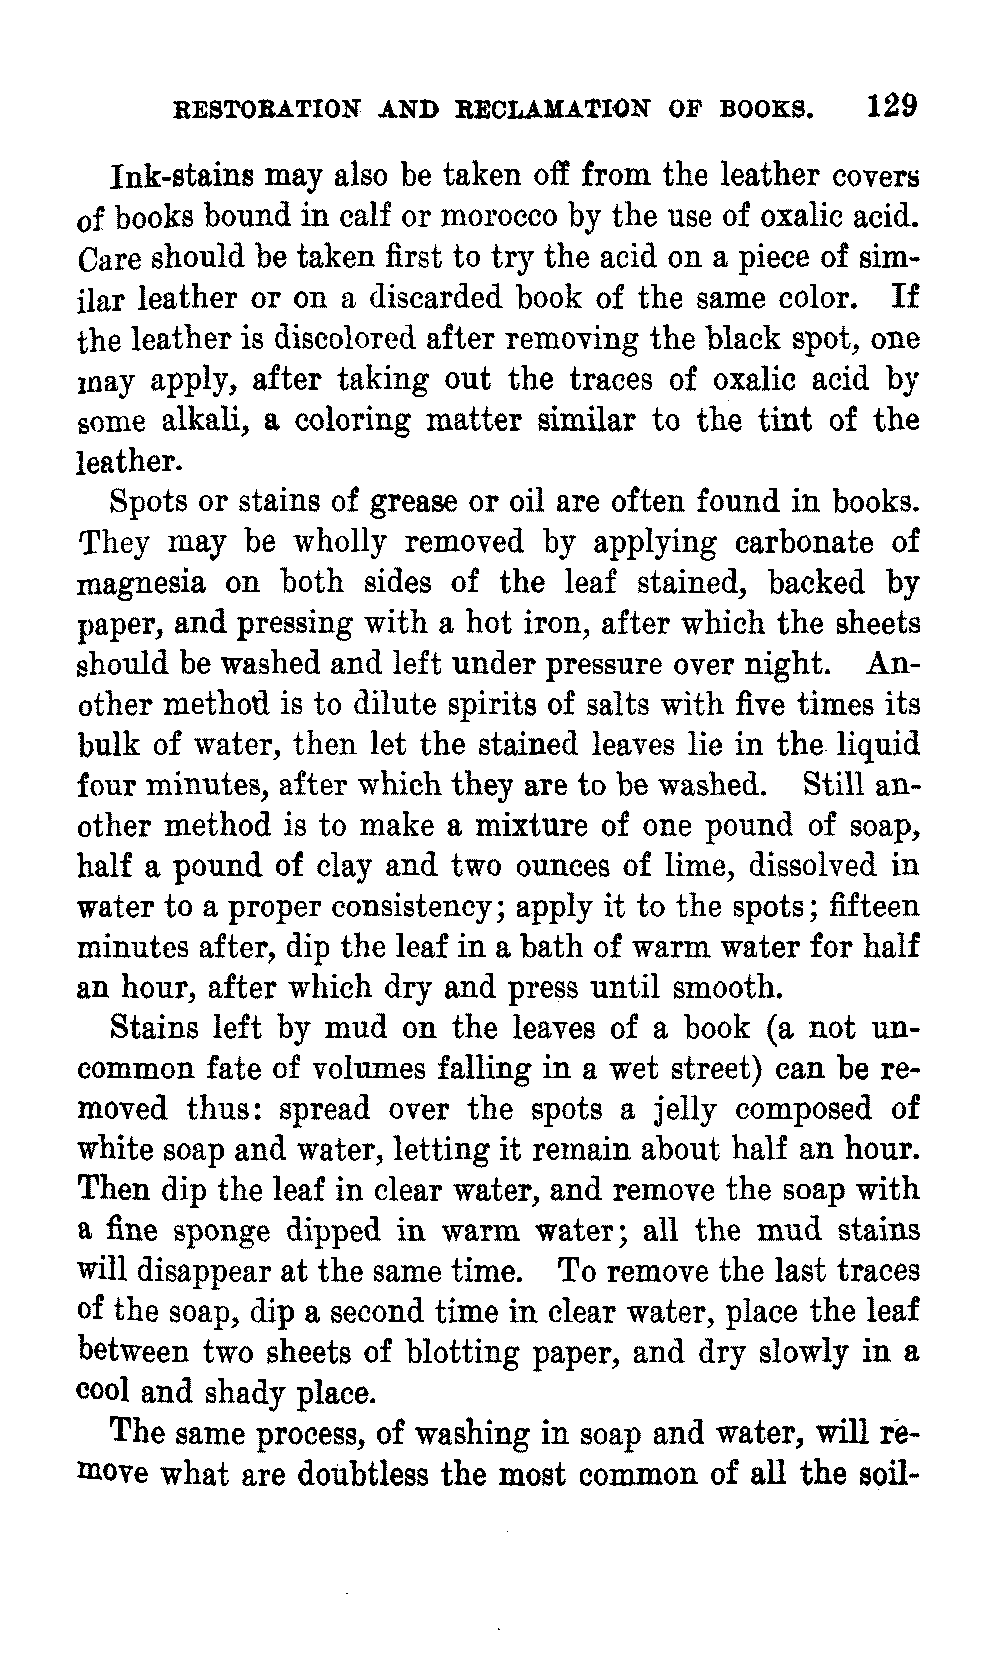 RESTORATION AND RECLAMATION OF BOOKS. 129
Ink-stains may also be taken off from the leather covers
of books bound in calf or morocco by the use of oxalic acid.
Care should be taken first to try the acid on a piece of sim-
ilar leather or on a discarded book of the same color. If
the leather is discolored after removing the black spot, one
may apply, after taking out the traces of oxalic acid by
some alkali, a coloring matter similar to the tint of the
leather.
Spots or stains of grease or oil are often found in books.
They may be wholly removed by applying carbonate of
magnesia on both sides of the leaf stained, backed by
paper, and pressing with a hot iron, after which the sheets
should be washed and left under pressure over night. An-
other method is to dilute spirits of salts with five times its
bulk of water, then let the stained leaves lie in the liquid
four minutes, after which they are to be washed. Still an-
other method is to make a mixture of one pound of soap,
half a pound of clay and two ounces of lime, dissolved in
water to a proper consistency; apply it to the spots; fifteen
minutes after, dip the leaf in a bath of warm water for half
an hour, after which dry and press until smooth.
Stains left by mud on the leaves of a book (a not un-
common fate of volumes falling in a wet street) can be re-
moved thus: spread over the spots a jelly composed of
white soap and water, letting it remain about half an hour.
Then dip the leaf in clear water, and remove the soap with
a fine sponge dipped in warm water; all the mud stains
will disappear at the same time. To remove the last traces
of the soap, dip a second time in clear water, place the leaf
between two sheets of blotting paper, and dry slowly in a
cool and shady place.
The same process, of washing in soap and water, will re-
move what are doubtless the most common of all the soil-